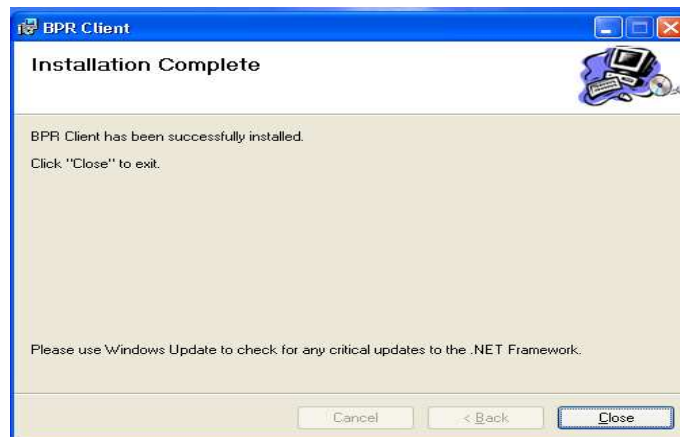 BPR Client
Installation Complete
BPR Client has been successfully installed.
Click "Close" to exit.
Please use Windows Update to check for any critical updates to the .NET Framework.
Cancel
< Back
Close